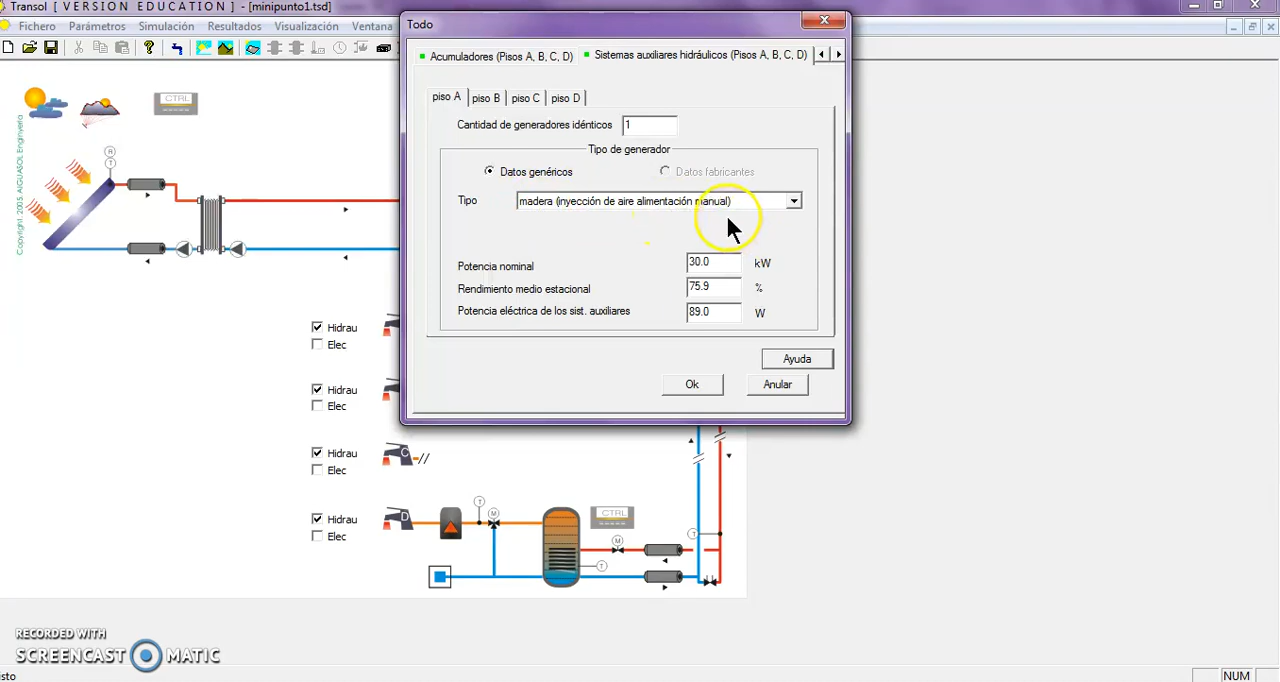 Transol [ VERSION EDUCATION ] - [minipunto1.tsd]
Fichero Parámetros Simulación Resultados Visualización Ventana
Todo
Acumuladores (Pisos A, B, C, D) Sistemas auxiliares hidráulicos (Pisos A, B, C, D)
piso A piso B piso C piso D
Cantidad de generadores idénticos 1
Tipo de generador
Datos genéricos Datos fabricantes
Tipo madera (inyección de aire alimentación manual)
Potencia nominal 30.0 kW
Rendimiento medio estacional 75.9 %
Potencia eléctrica de los sist. auxiliares 89.0 W
Ayuda
Ok Anular
CTRL
Copyright. 2005. AIGUASOL Enginyeria
R
T
Hidrau
Elec
Hidrau
Elec
Hidrau C
Elec
Hidrau D
Elec
T
M
CTRL
M
T
T
RECORDED WITH
SCREENCAST MATIC
isto
NUM